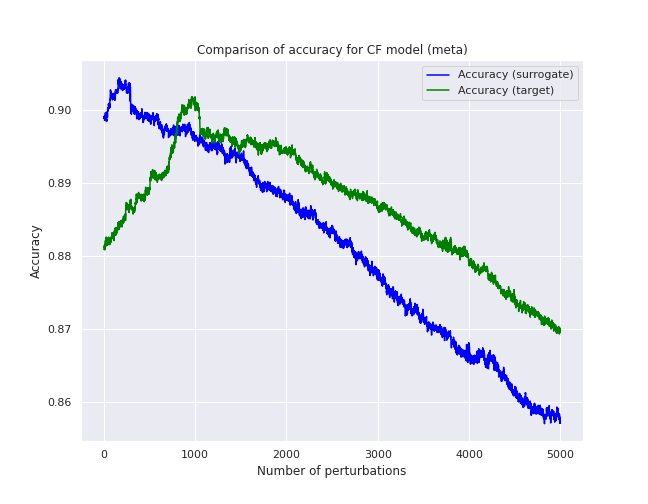 Comparison of accuracy for CF model (meta)
Accuracy (surrogate)
Accuracy (target)
0.90
0.89
0.88
0.87
0.86
Accuracy
0 1000 2000 3000 4000 5000
Number of perturbations